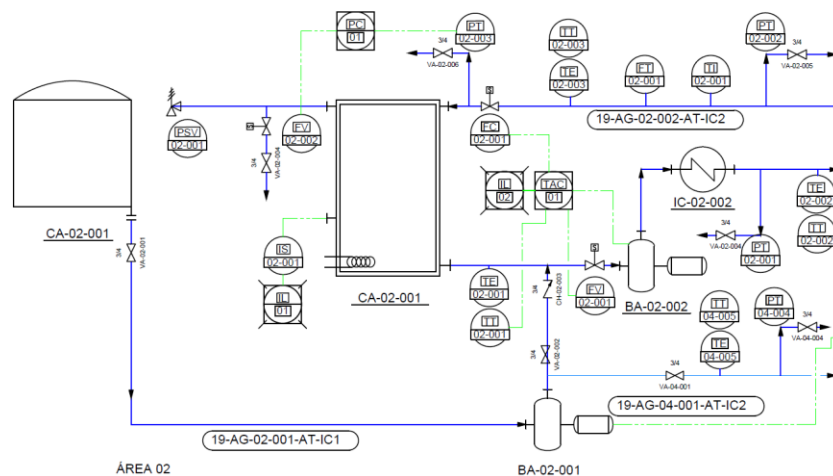 PC
01
PT
02-003
3/4
VA-02-006
TT
02-003
TE
02-003
FT
02-001
TI
02-001
PT
02-002
3/4
VA-02-005
19-AG-02-002-AT-IC2
PSV
02-001
S
3/4
VA-02-004
FV
02-002
S
FC
02-001
IL
02
TAC
01
IC-02-002
TE
02-002
TT
02-002
3/4
VA-02-004
PT
02-001
CA-02-001
3/4
VA-02-001
IS
02-001
IL
01
CA-02-001
TE
02-001
TT
02-001
3/4
CH-02-003
S
FV
02-001
BA-02-002
TT
04-005
TE
04-005
PT
04-004
3/4
VA-04-004
3/4
VA-02-002
3/4
VA-04-001
19-AG-02-001-AT-IC1
19-AG-04-001-AT-IC2
ÁREA 02
BA-02-001